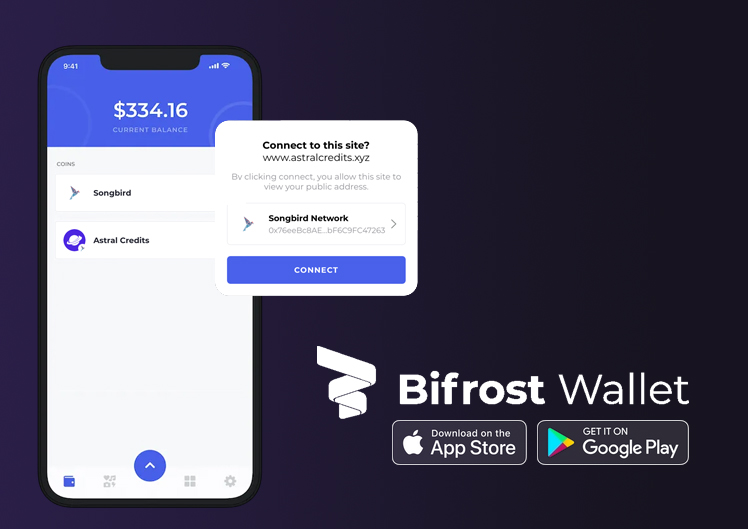 9:41
$334.16
CURRENT BALANCE
COINS
Songbird
Astral Credits
Connect to this site?
www.astralcredits.xyz
By clicking connect, you allow this site to
view your public address.
Songbird Network
0x76eeBc8AE...bF6C9FC47263
CONNECT
Bifrost Wallet
Download on the
App Store
GET IT ON
Google Play